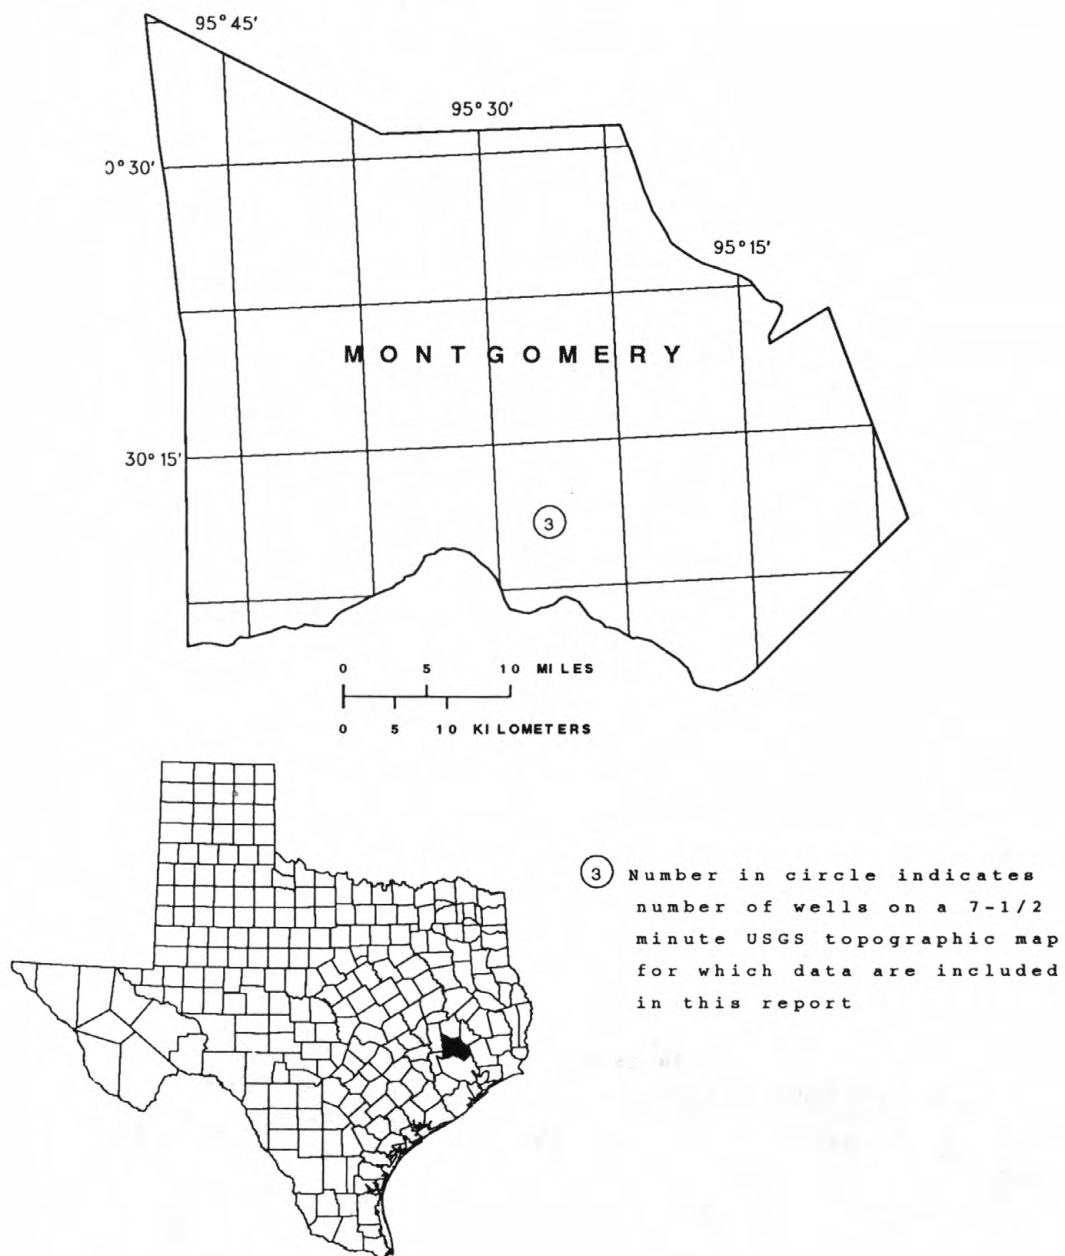 95°45'
95°30'
0°30'
95°15'
MONTGOMERY
30°15'
3
0 5 10 MILES
0 5 10 KILOMETERS
3 Number in circle indicates
number of wells on a 7-1/2
minute USGS topographic map
for which data are included
in this report